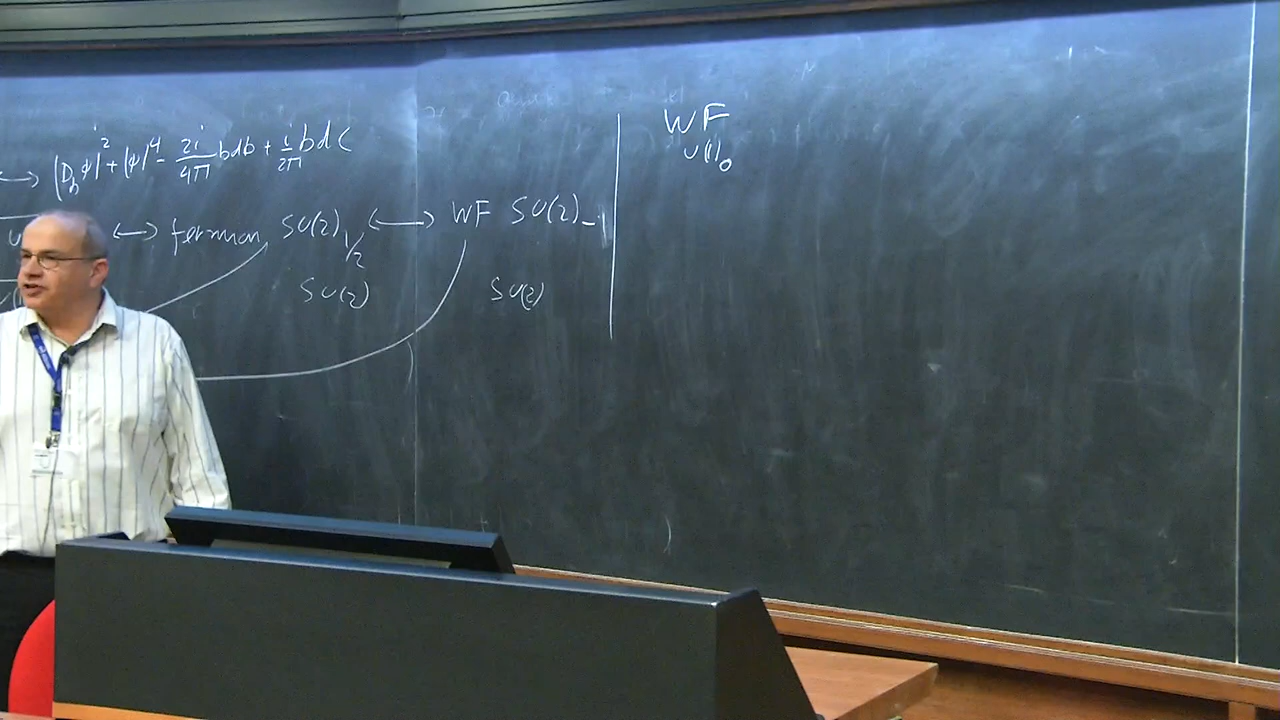 <-> |D_b ϕ|^2 + |ϕ|^4 - 2i/4π bdb + i/2π bdC
<-> fermion SU(2)_1/2 <-> WF SU(2)_-1
SU(2) SU(2)
WF
U(1)_0